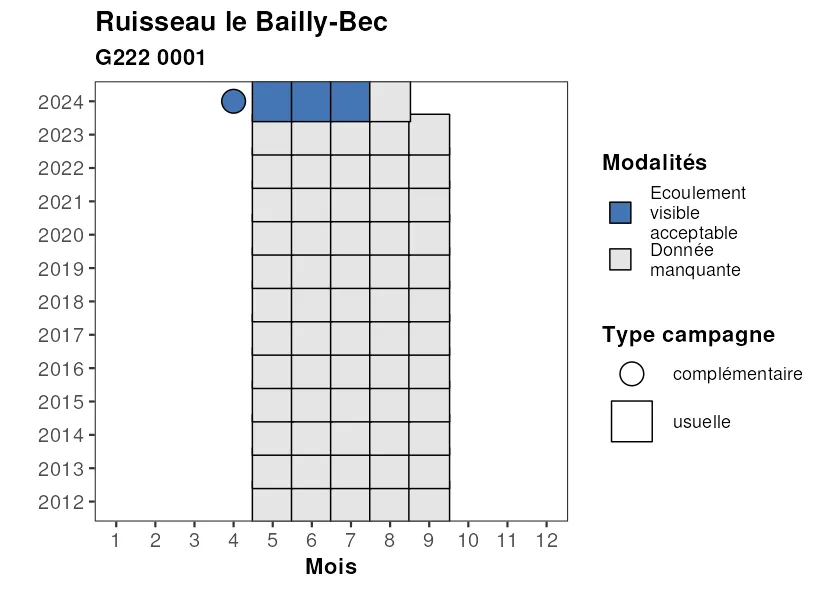 Ruisseau le Bailly-Bec
G222 0001
2024
2023
2022
2021
2020
2019
2018
2017
2016
2015
2014
2013
2012
1 2 3 4 5 6 7 8 9 10 11 12
Mois
Modalités
Ecoulement
visible
acceptable
Donnée
manquante
Type campagne
complémentaire
usuelle